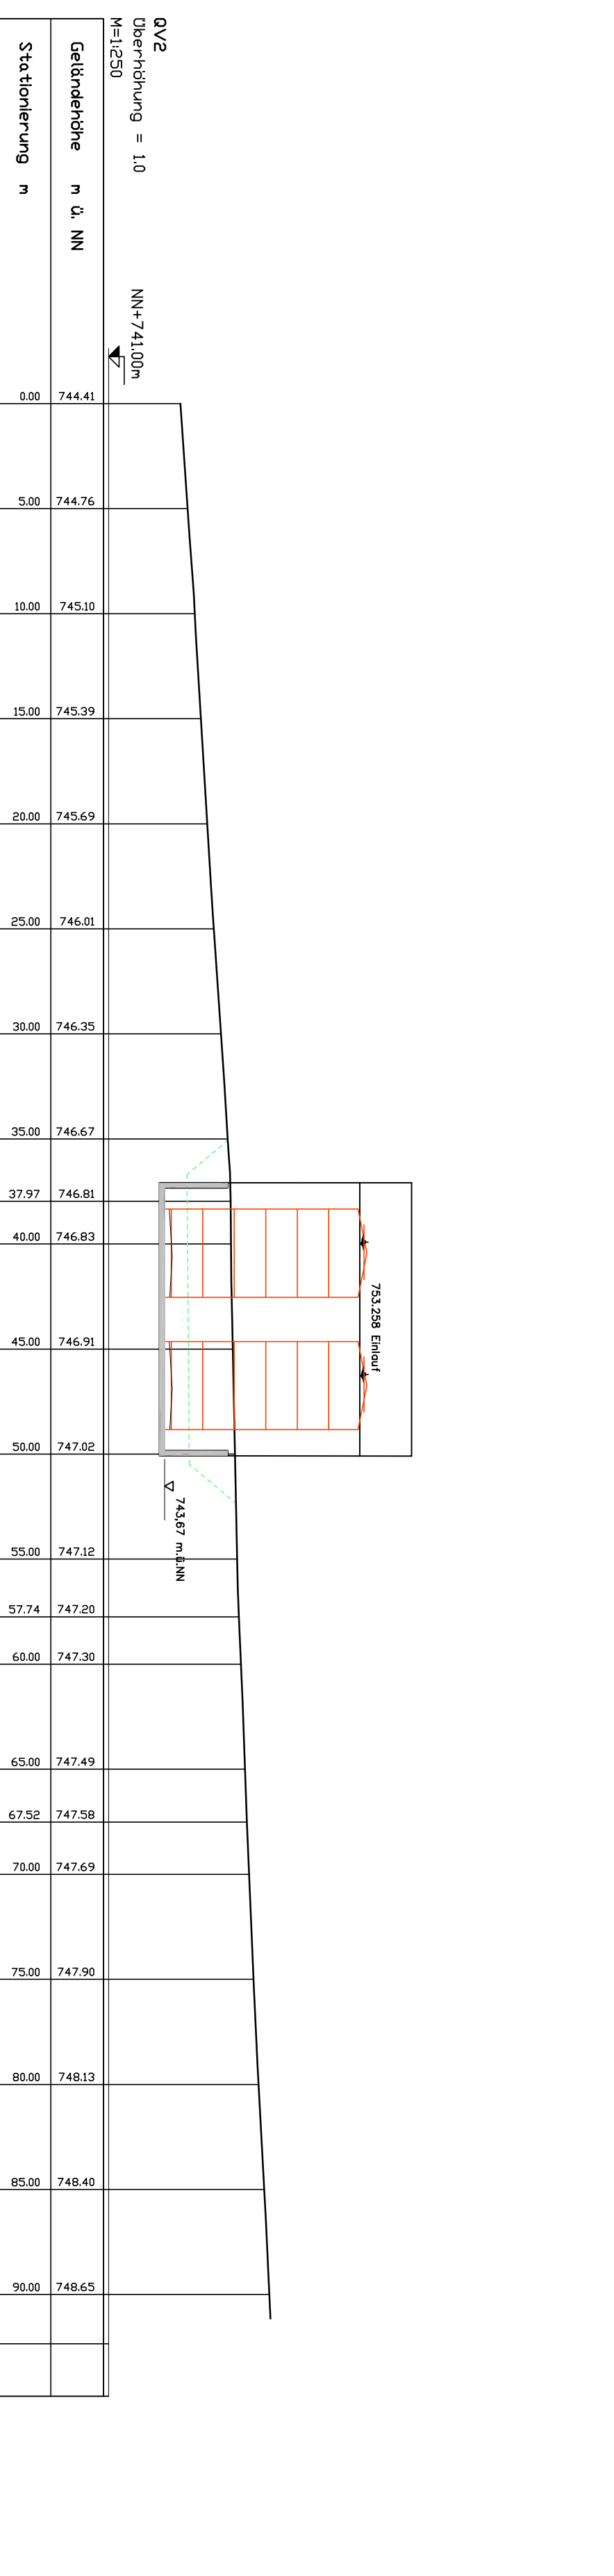 QV2
Überhöhung = 1.0
M=1:250
NN+741.00m
753.258 Einlauf
743,67 m.ü.NN
Geländehöhe m ü. NN
744.41 744.76 745.10 745.39 745.69 746.01 746.35 746.67 746.81 746.83 746.91 747.02 747.12 747.20 747.30 747.49 747.58 747.69 747.90 748.13 748.40 748.65
Stationierung m
0.00 5.00 10.00 15.00 20.00 25.00 30.00 35.00 37.97 40.00 45.00 50.00 55.00 57.74 60.00 65.00 67.52 70.00 75.00 80.00 85.00 90.00